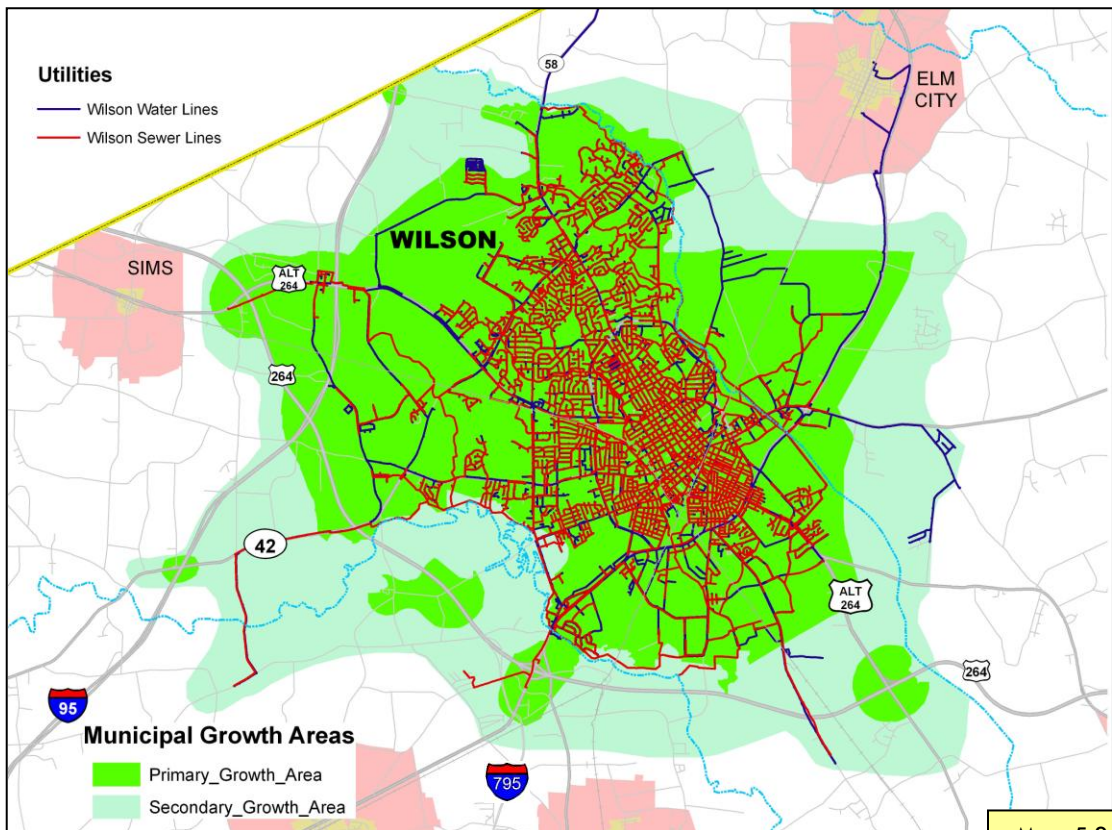 Utilities
Wilson Water Lines
Wilson Sewer Lines
58
ELM
CITY
WILSON
SIMS
ALT
264
264
42
ALT
264
264
95
795
Municipal Growth Areas
Primary_Growth_Area
Secondary_Growth_Area